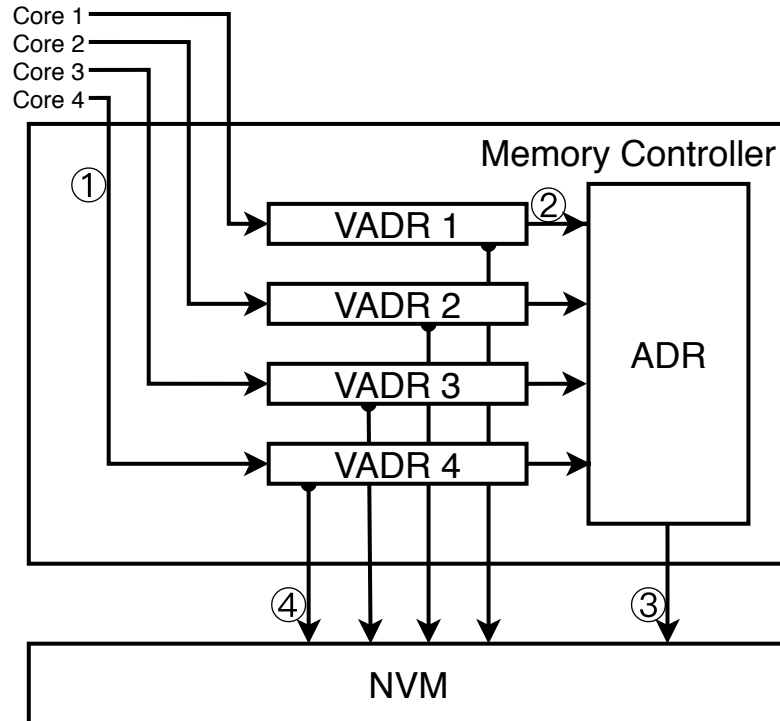 Core 1
Core 2
Core 3
Core 4
Memory Controller
①
②
VADR 1
VADR 2
VADR 3
VADR 4
ADR
④
③
NVM